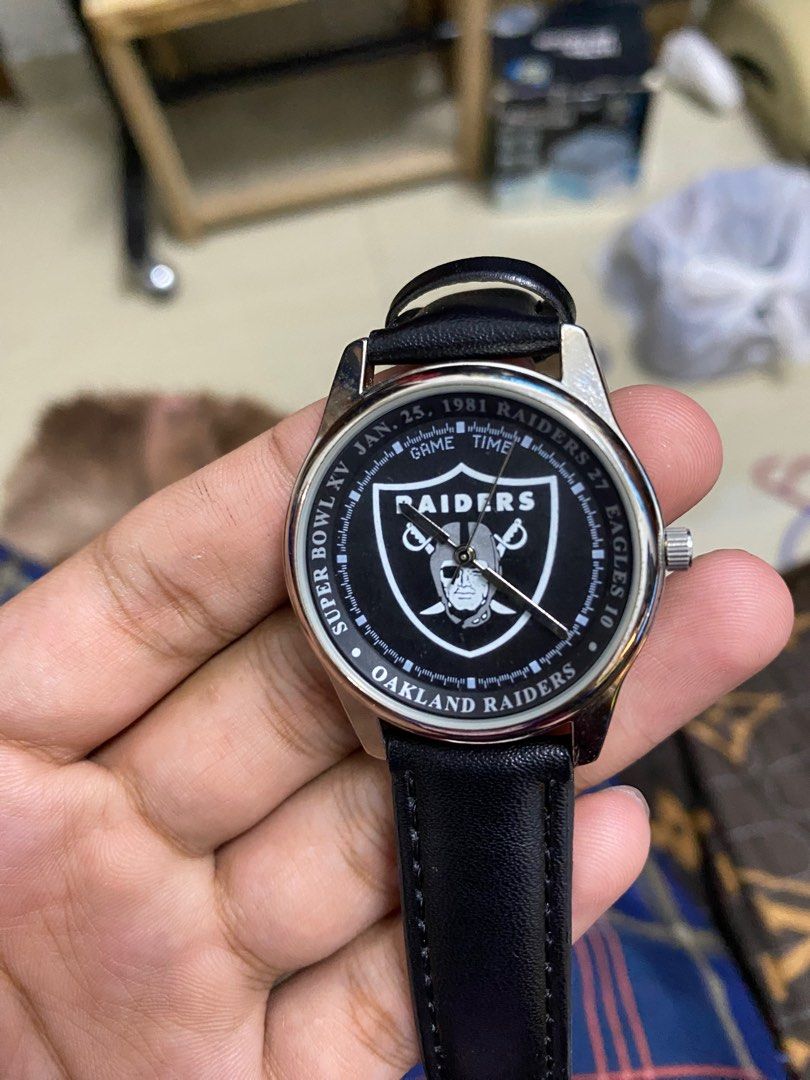 SUPER BOWL XV JAN. 25, 1981 RAIDERS 27 EAGLES 10
GAME TIME
RAIDERS
• OAKLAND RAIDERS •